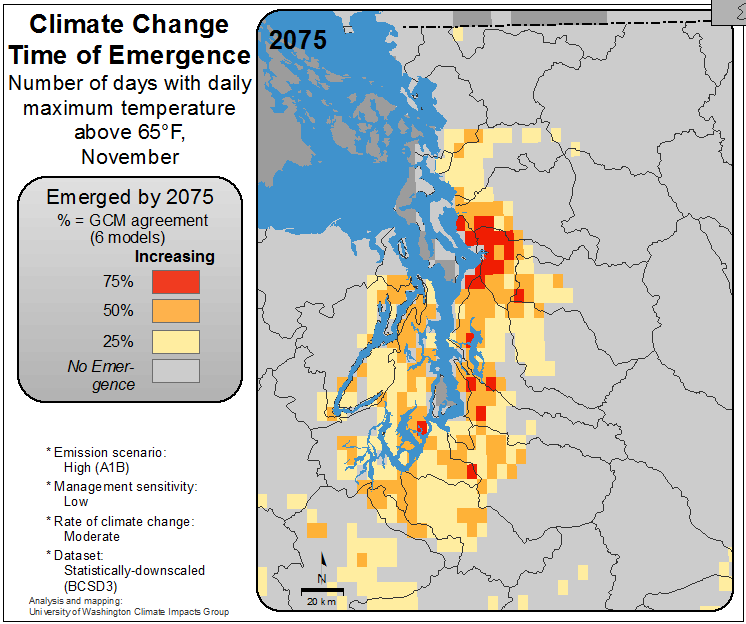 Climate Change
Time of Emergence
Number of days with daily
maximum temperature
above 65°F,
November
Emerged by 2075
% = GCM agreement
(6 models)
Increasing
75%
50%
25%
No Emer-
gence
* Emission scenario:
High (A1B)
* Management sensitivity:
Low
* Rate of climate change:
Moderate
* Dataset:
Statistically-downscaled
(BCSD3)
Analysis and mapping:
University of Washington Climate Impacts Group
2075
N
20 km